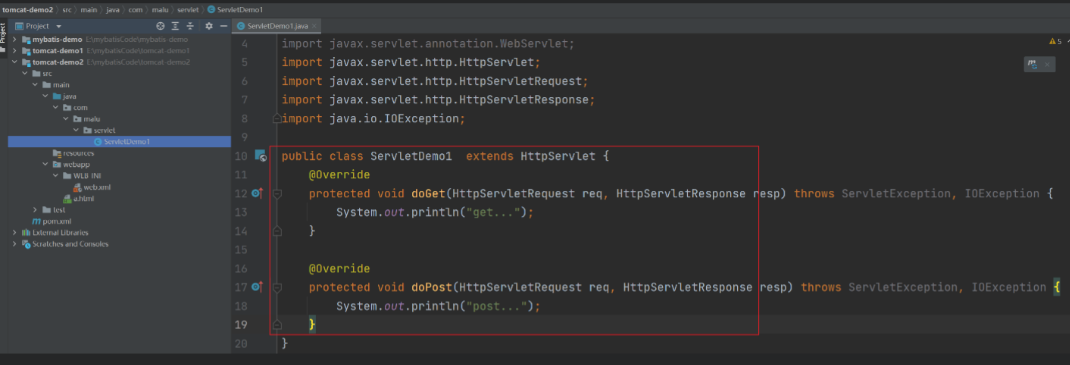 tomcat-demo2 > src > main > java > com > malu > servlet > ServletDemo1
Project
ServletDemo1.java
Project
mybatis-demo E:\mybatisCode\mybatis-demo
tomcat-demo1 E:\mybatisCode\tomcat-demo1
tomcat-demo2 E:\mybatisCode\tomcat-demo2
src
main
java
com
malu
servlet
ServletDemo1
resources
webapp
WEB-INF
web.xml
a.html
test
pom.xml
External Libraries
Scratches and Consoles
5
4 import javax.servlet.annotation.WebServlet;
5 import javax.servlet.http.HttpServlet;
6 import javax.servlet.http.HttpServletRequest;
7 import javax.servlet.http.HttpServletResponse;
8 import java.io.IOException;
9
10 public class ServletDemo1  extends HttpServlet {
11 @Override
12 protected void doGet(HttpServletRequest req, HttpServletResponse resp) throws ServletException, IOException {
13 System.out.println("get...");
14 }
15
16 @Override
17 protected void doPost(HttpServletRequest req, HttpServletResponse resp) throws ServletException, IOException {
18 System.out.println("post...");
19 }
20 }